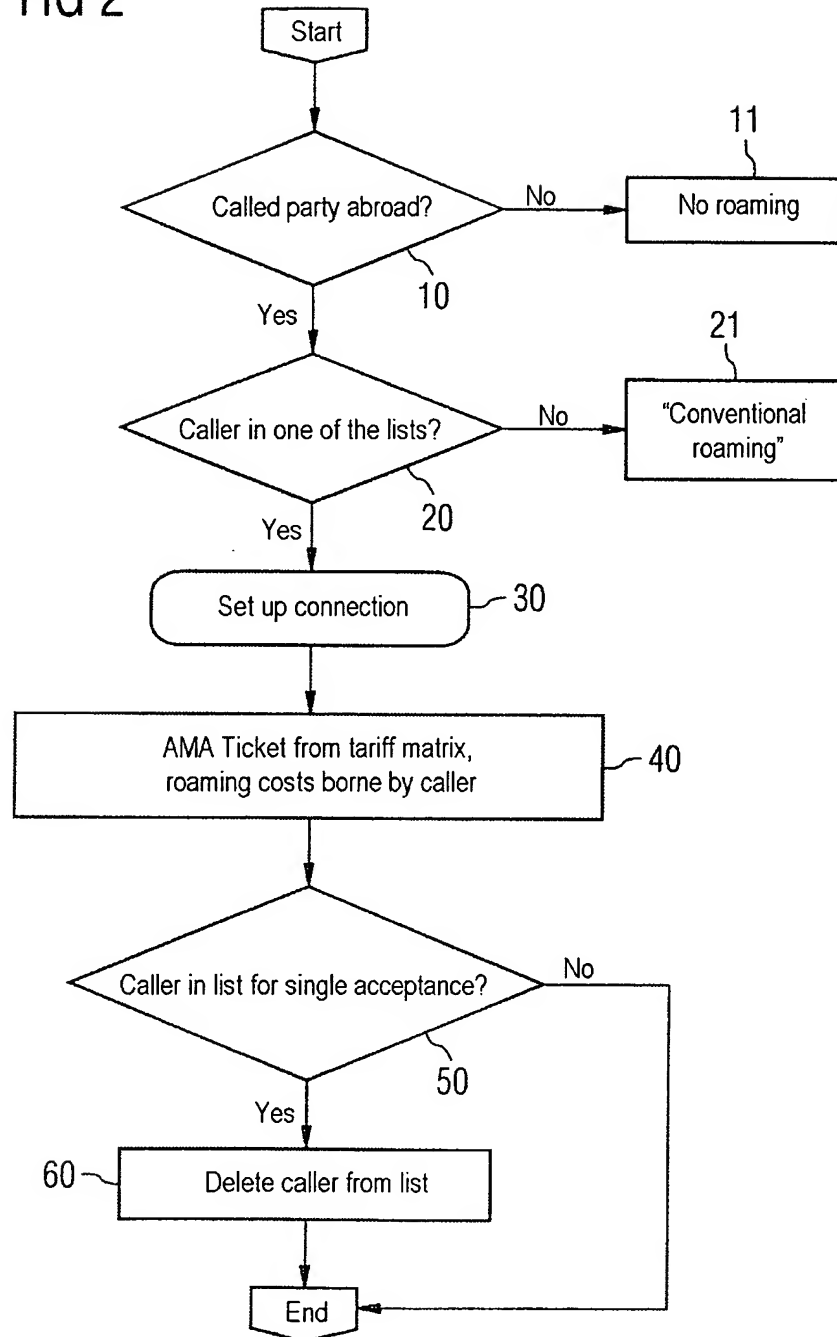 FIG 2
Start
Called party abroad?
No
11
No roaming
10
Yes
Caller in one of the lists?
No
21
“Conventional
roaming”
20
Yes
Set up connection
30
AMA Ticket from tariff matrix,
roaming costs borne by caller
40
Caller in list for single acceptance?
No
50
Yes
60
Delete caller from list
End